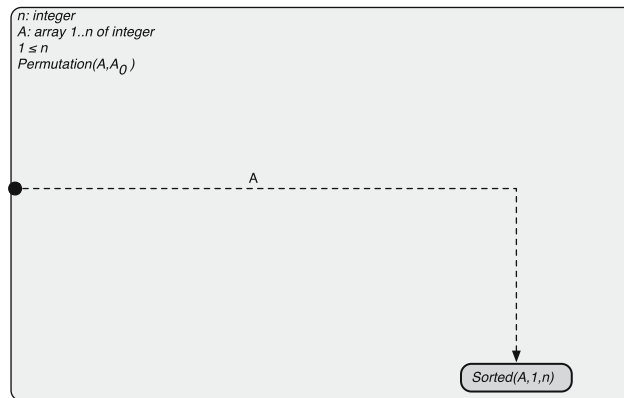 n: integer
A: array 1..n of integer
1 ≤ n
Permutation(A,A0 )
A
Sorted(A,1,n)